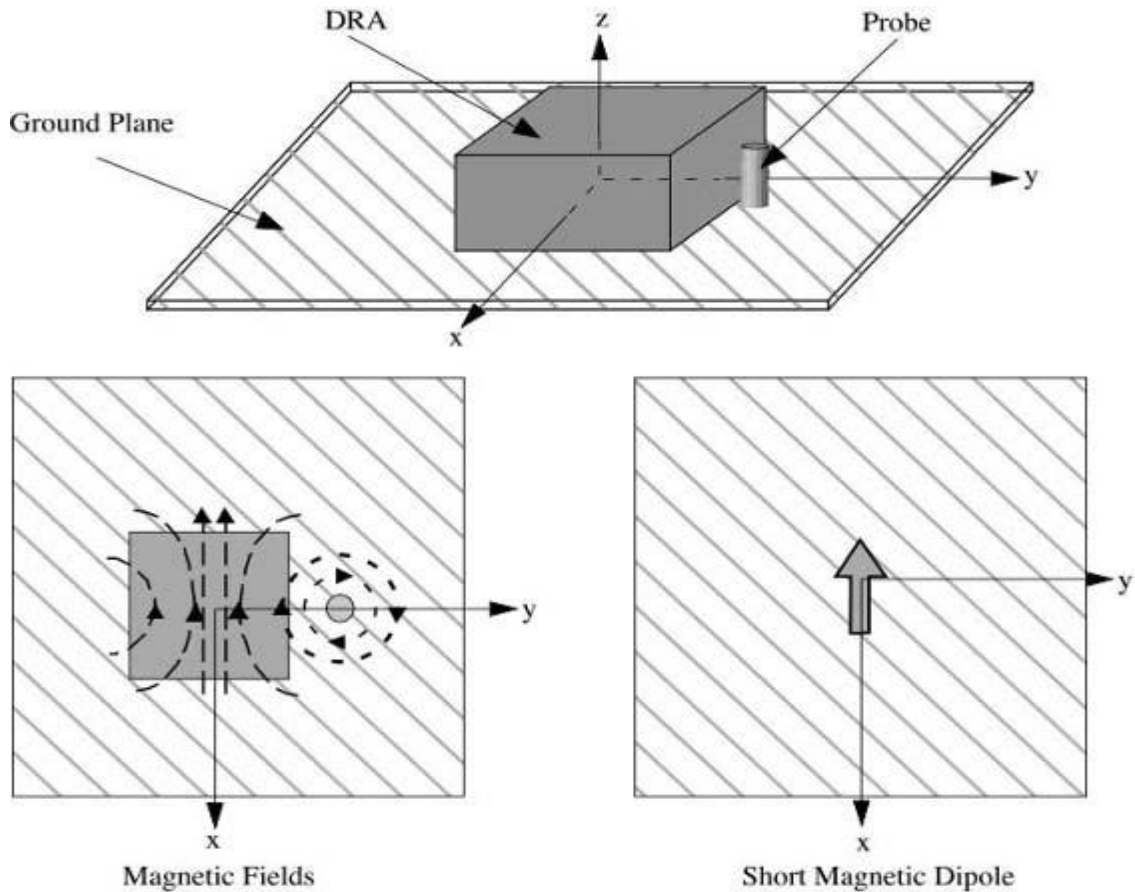 DRA
z
Probe
Ground Plane
y
x
y
y
x
x
Magnetic Fields
Short Magnetic Dipole